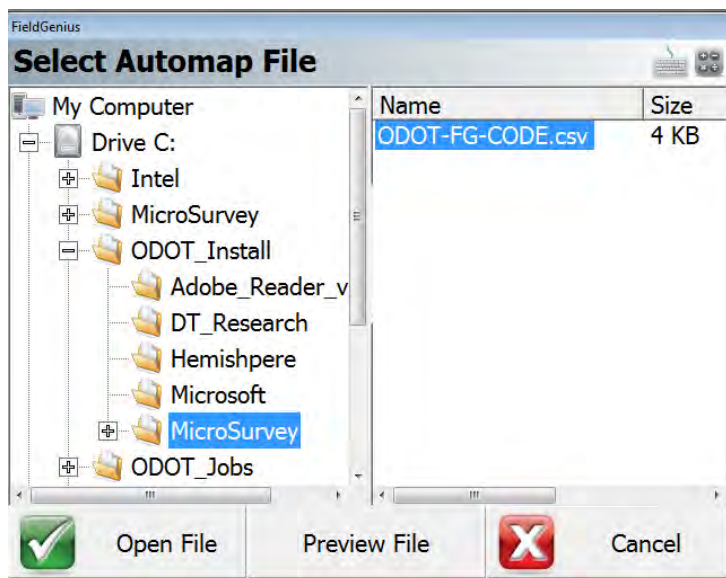 FieldGenius
Select Automap File
My Computer
Drive C:
Intel
MicroSurvey
ODOT_Install
Adobe_Reader_v
DT_Research
Hemishpere
Microsoft
MicroSurvey
ODOT_Jobs
Name Size
ODOT-FG-CODE.csv 4 KB
Open File Preview File Cancel